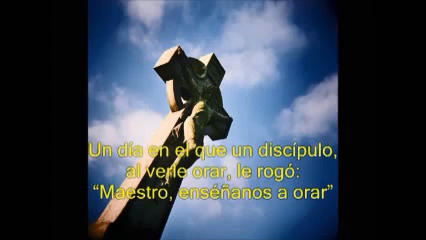 Un día en el que un discípulo,
al verle orar, le rogó:
“Maestro, enséñanos a orar”